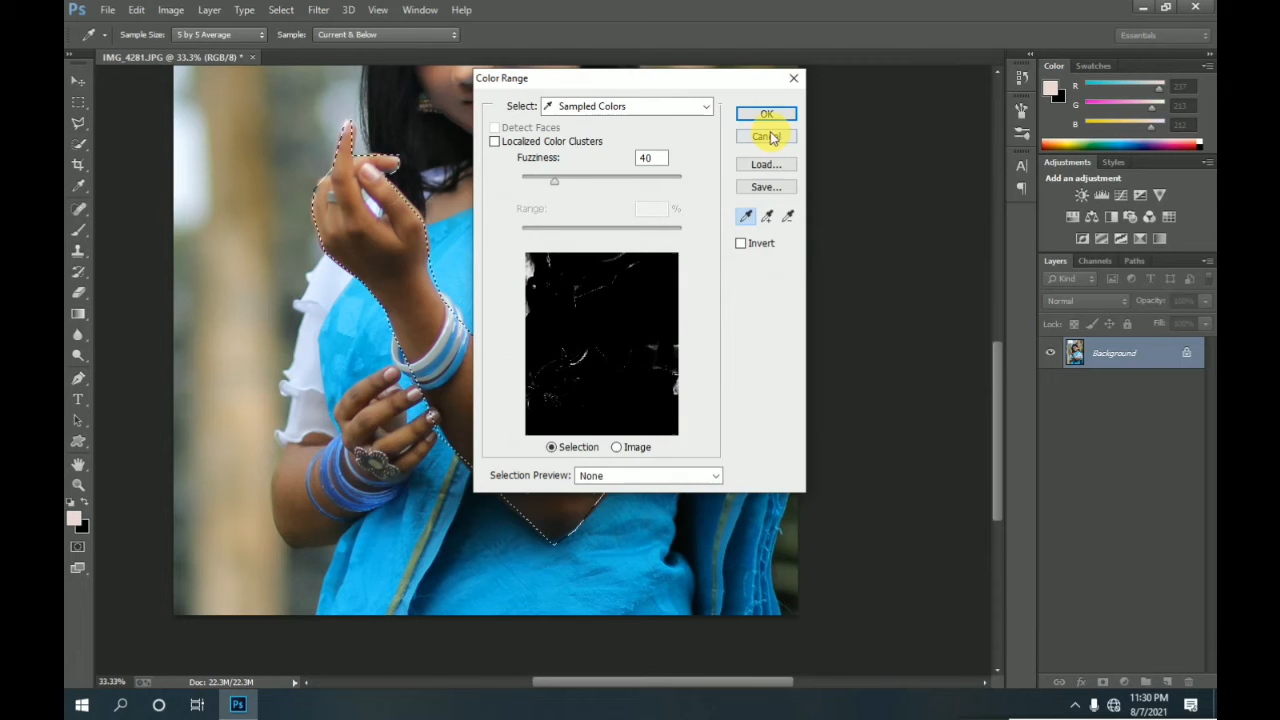 Ps File Edit Image Layer Type Select Filter 3D View Window Help
Sample Size: 5 by 5 Average Sample: Current & Below Essentials
IMG_4281.JPG @ 33.3% (RGB/8) * ×
Color Range
Select: Sampled Colors
Detect Faces
Localized Color Clusters
Fuzziness: 40
Range: %
Selection Image
Selection Preview: None
OK
Cancel
Load...
Save...
Invert
Color Swatches
R 237
G 213
B 212
Adjustments Styles
Add an adjustment
Layers Channels Paths
Kind
Normal Opacity: 100%
Lock: Fill: 100%
Background
33.33% Doc: 22.3M/22.3M
Ps
11:30 PM
8/7/2021